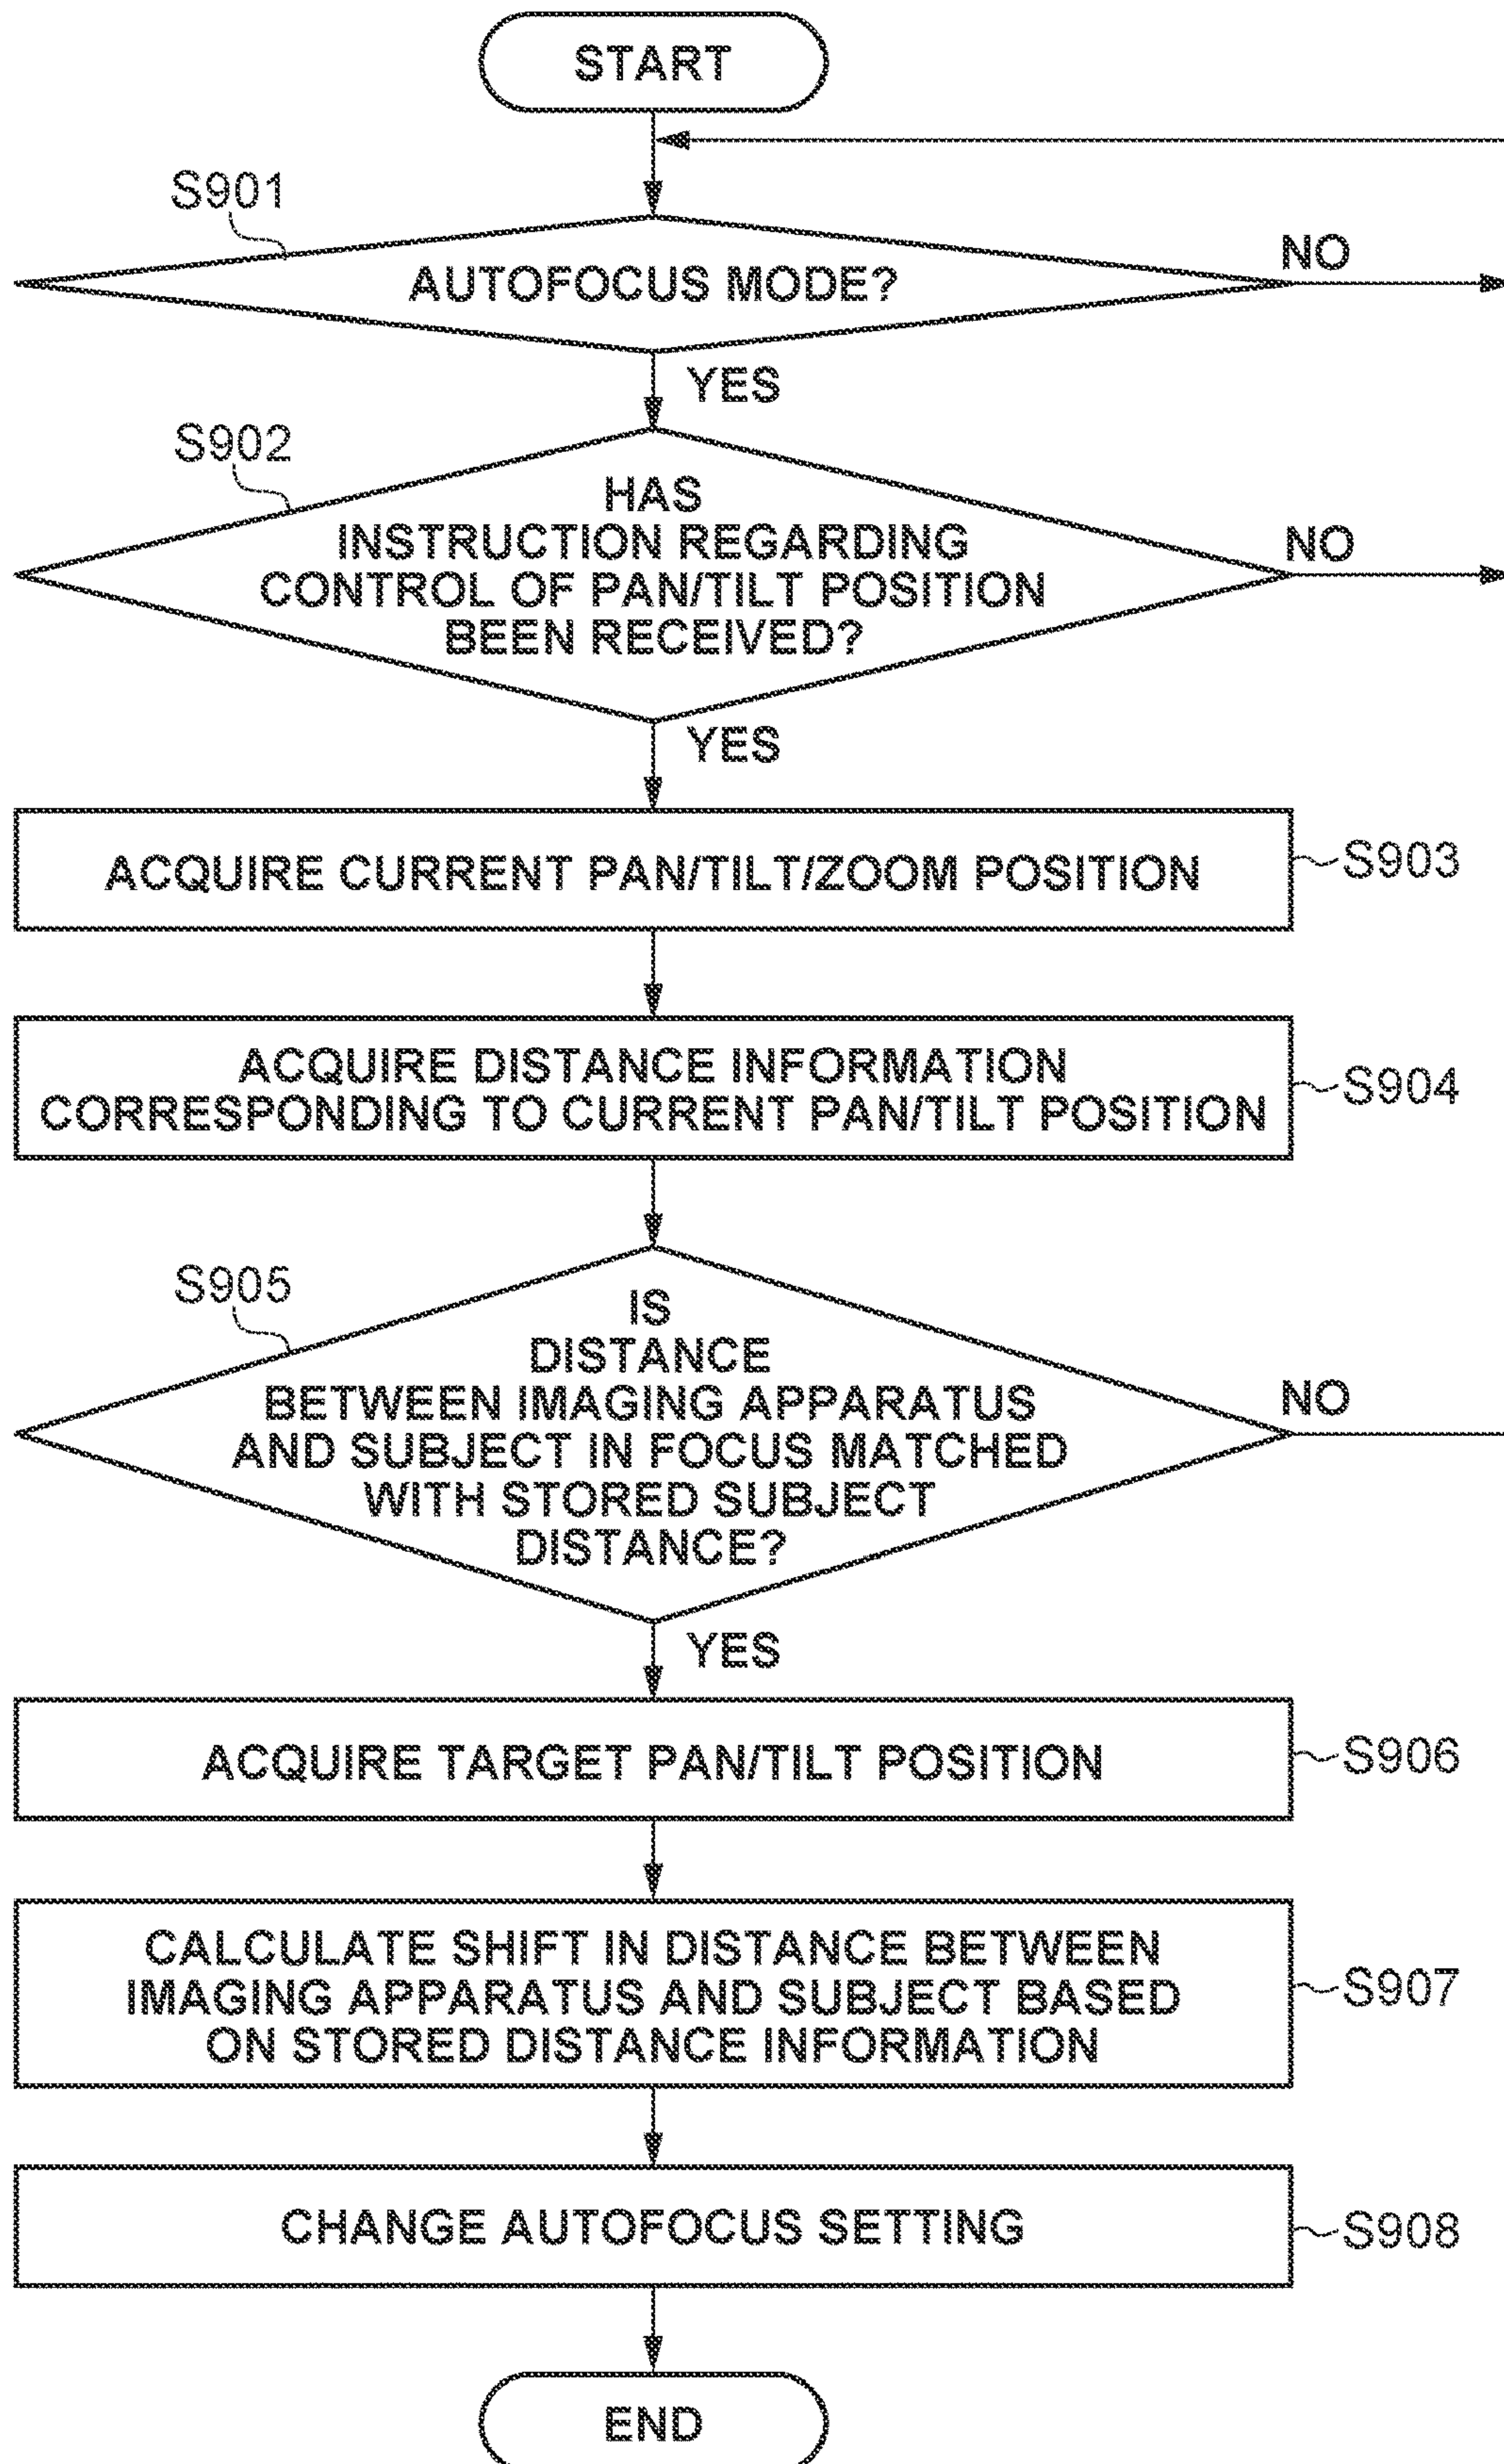 START
S901
AUTOFOCUS MODE?
NO
YES
S902
HAS
INSTRUCTION REGARDING
CONTROL OF PAN/TILT POSITION
BEEN RECEIVED?
NO
YES
ACQUIRE CURRENT PAN/TILT/ZOOM POSITION
S903
ACQUIRE DISTANCE INFORMATION
CORRESPONDING TO CURRENT PAN/TILT POSITION
S904
S905
IS
DISTANCE
BETWEEN IMAGING APPARATUS
AND SUBJECT IN FOCUS MATCHED
WITH STORED SUBJECT
DISTANCE?
NO
YES
ACQUIRE TARGET PAN/TILT POSITION
S906
CALCULATE SHIFT IN DISTANCE BETWEEN
IMAGING APPARATUS AND SUBJECT BASED
ON STORED DISTANCE INFORMATION
S907
CHANGE AUTOFOCUS SETTING
S908
END